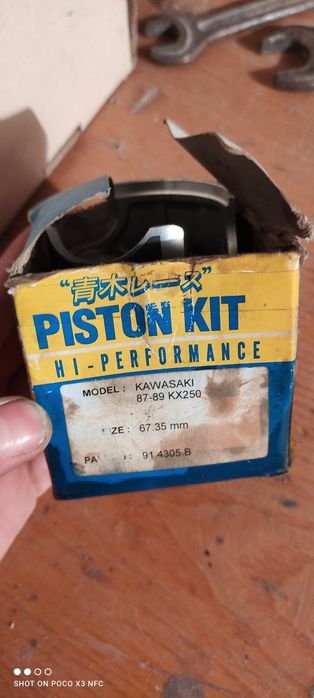 "青木レース"
PISTON KIT
HI-PERFORMANCE
MODEL : KAWASAKI
87-89 KX250
SIZE : 67.35 mm
91.4305.B
SHOT ON POCO X3 NFC